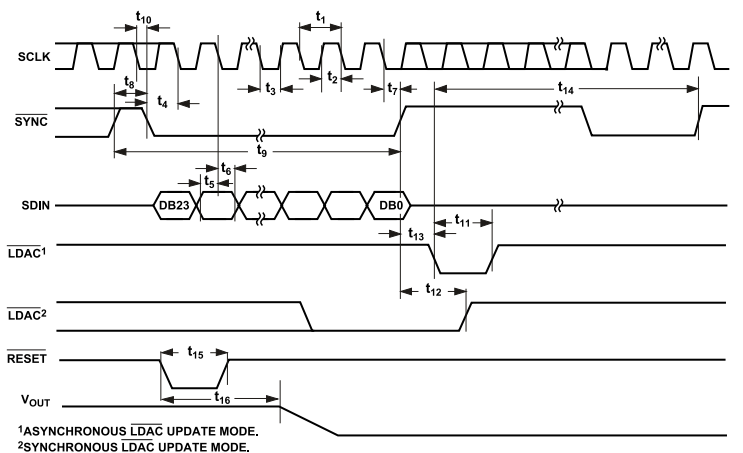 t10
t1
SCLK
t8
t4
t3
t2
t7
t14
SYNC
t9
t6
t5
SDIN
DB23
DB0
t13
t11
LDAC1
t12
LDAC2
RESET
t15
t16
VOUT
1ASYNCHRONOUS LDAC UPDATE MODE.
2SYNCHRONOUS LDAC UPDATE MODE.